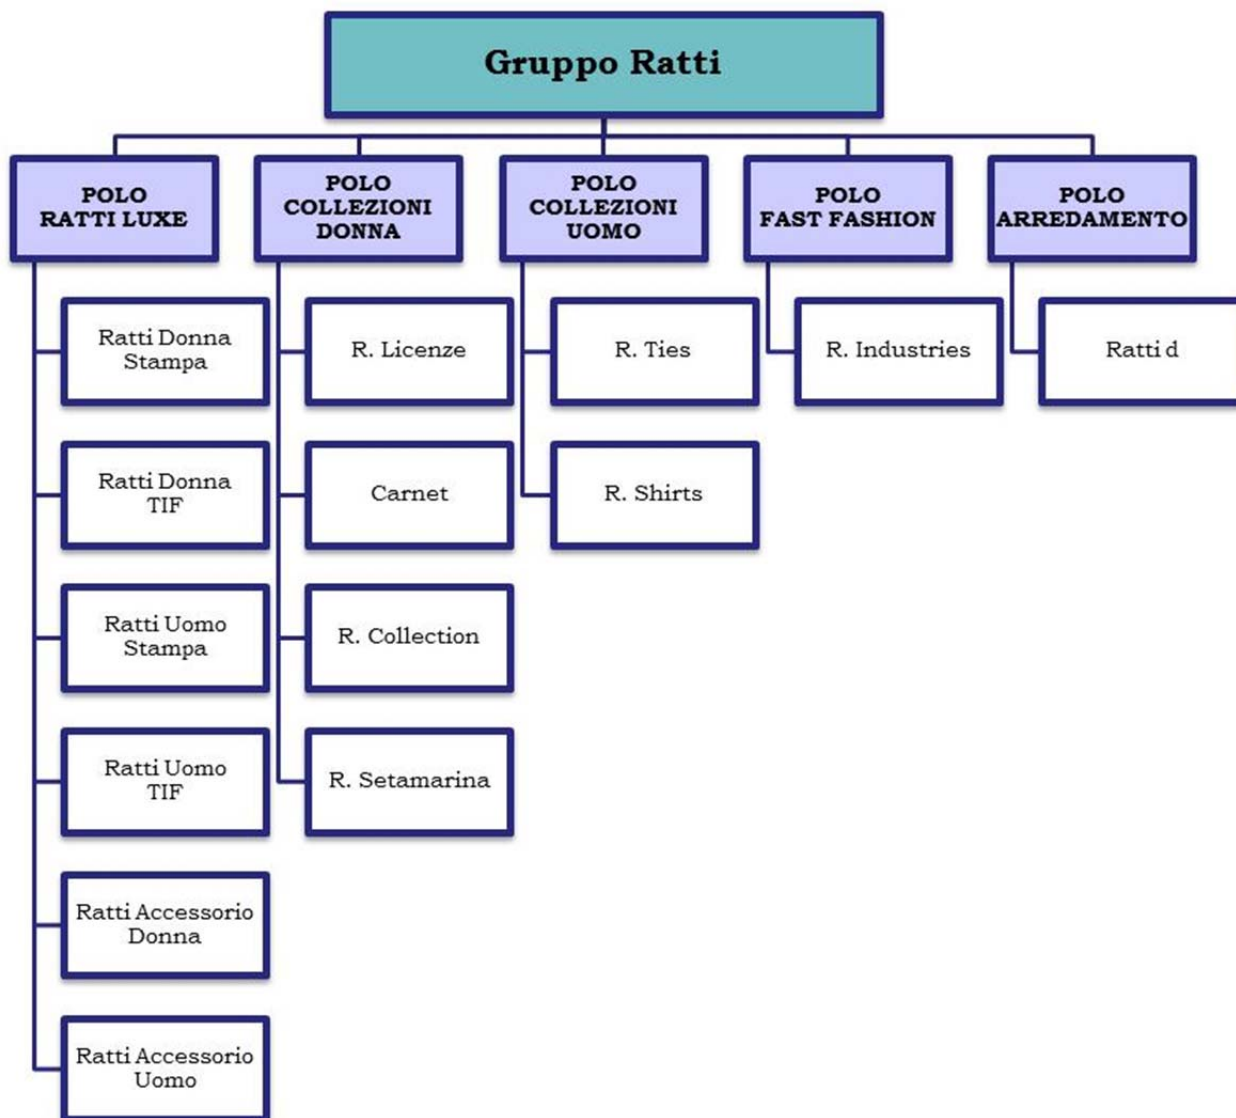 Gruppo Ratti
POLO
RATTI LUXE
POLO
COLLEZIONI
DONNA
POLO
COLLEZIONI
UOMO
POLO
FAST FASHION
POLO
ARREDAMENTO
Ratti Donna
Stampa
Ratti Donna
TIF
Ratti Uomo
Stampa
Ratti Uomo
TIF
Ratti Accessorio
Donna
Ratti Accessorio
Uomo
R. Licenze
Carnet
R. Collection
R. Setamarina
R. Ties
R. Shirts
R. Industries
Ratti d